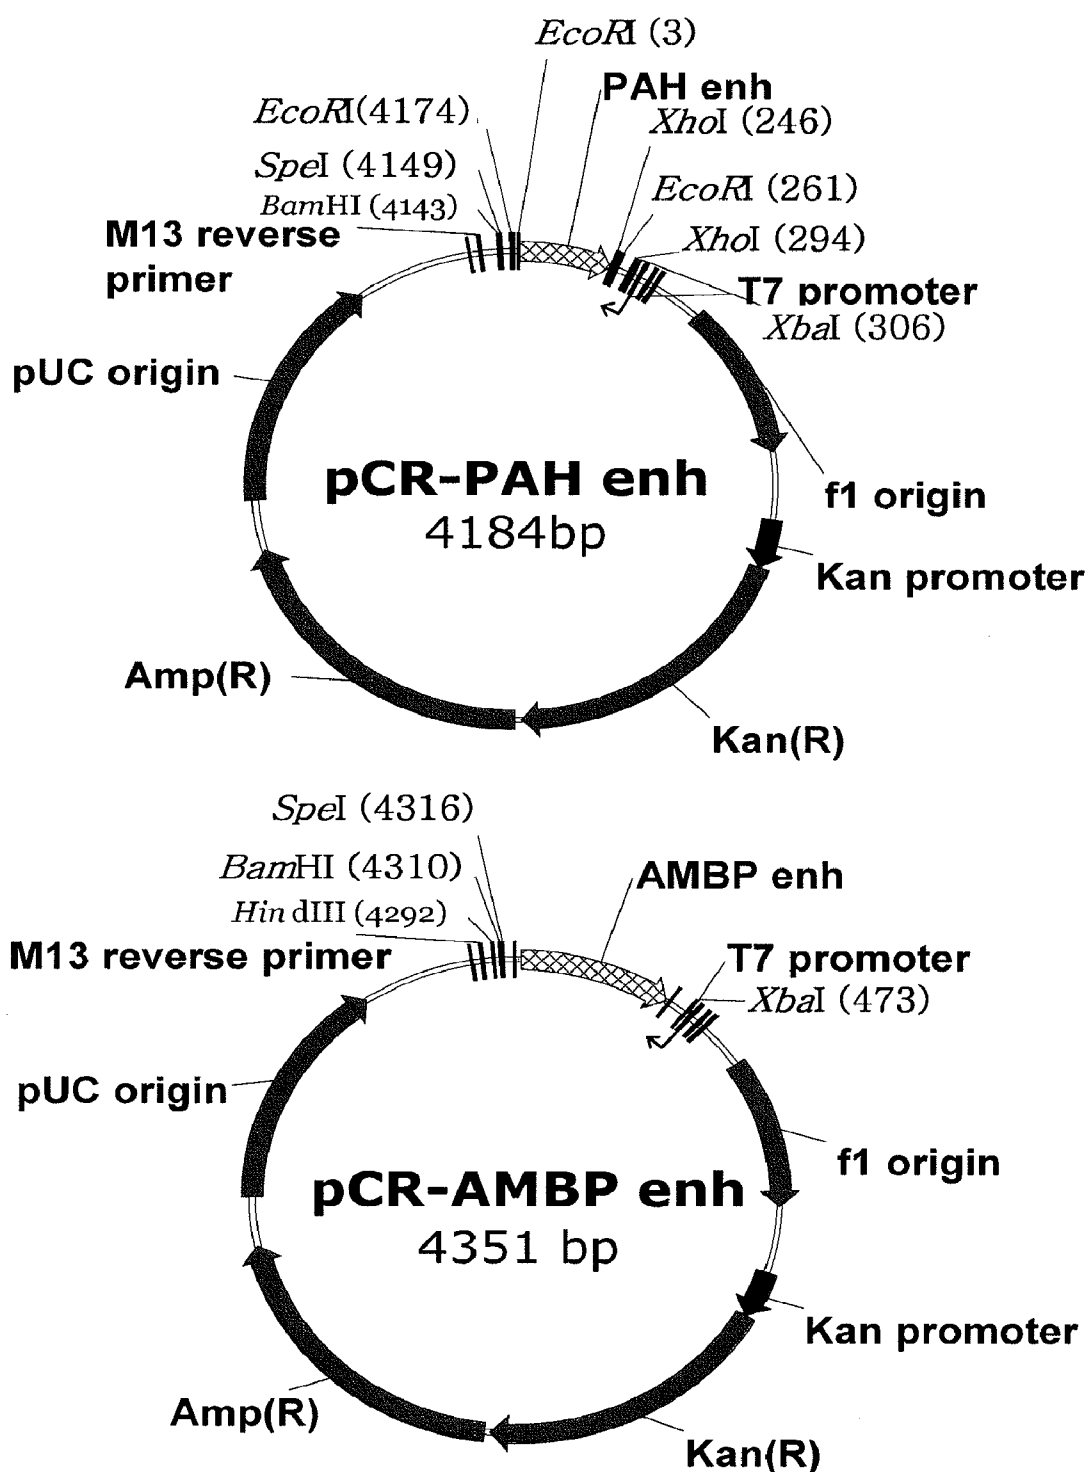 EcoRI (3)
PAH enh
EcoRI(4174)
XhoI (246)
SpeI (4149)
EcoRI (261)
BamHI (4143)
M13 reverse
primer
XhoI (294)
T7 promoter
XbaI (306)
pUC origin
pCR-PAH enh
4184bp
f1 origin
Kan promoter
Amp(R)
Kan(R)
SpeI (4316)
BamHI (4310)
AMBP enh
Hin dIII (4292)
M13 reverse primer
T7 promoter
XbaI (473)
pUC origin
f1 origin
pCR-AMBP enh
4351 bp
Kan promoter
Amp(R)
Kan(R)